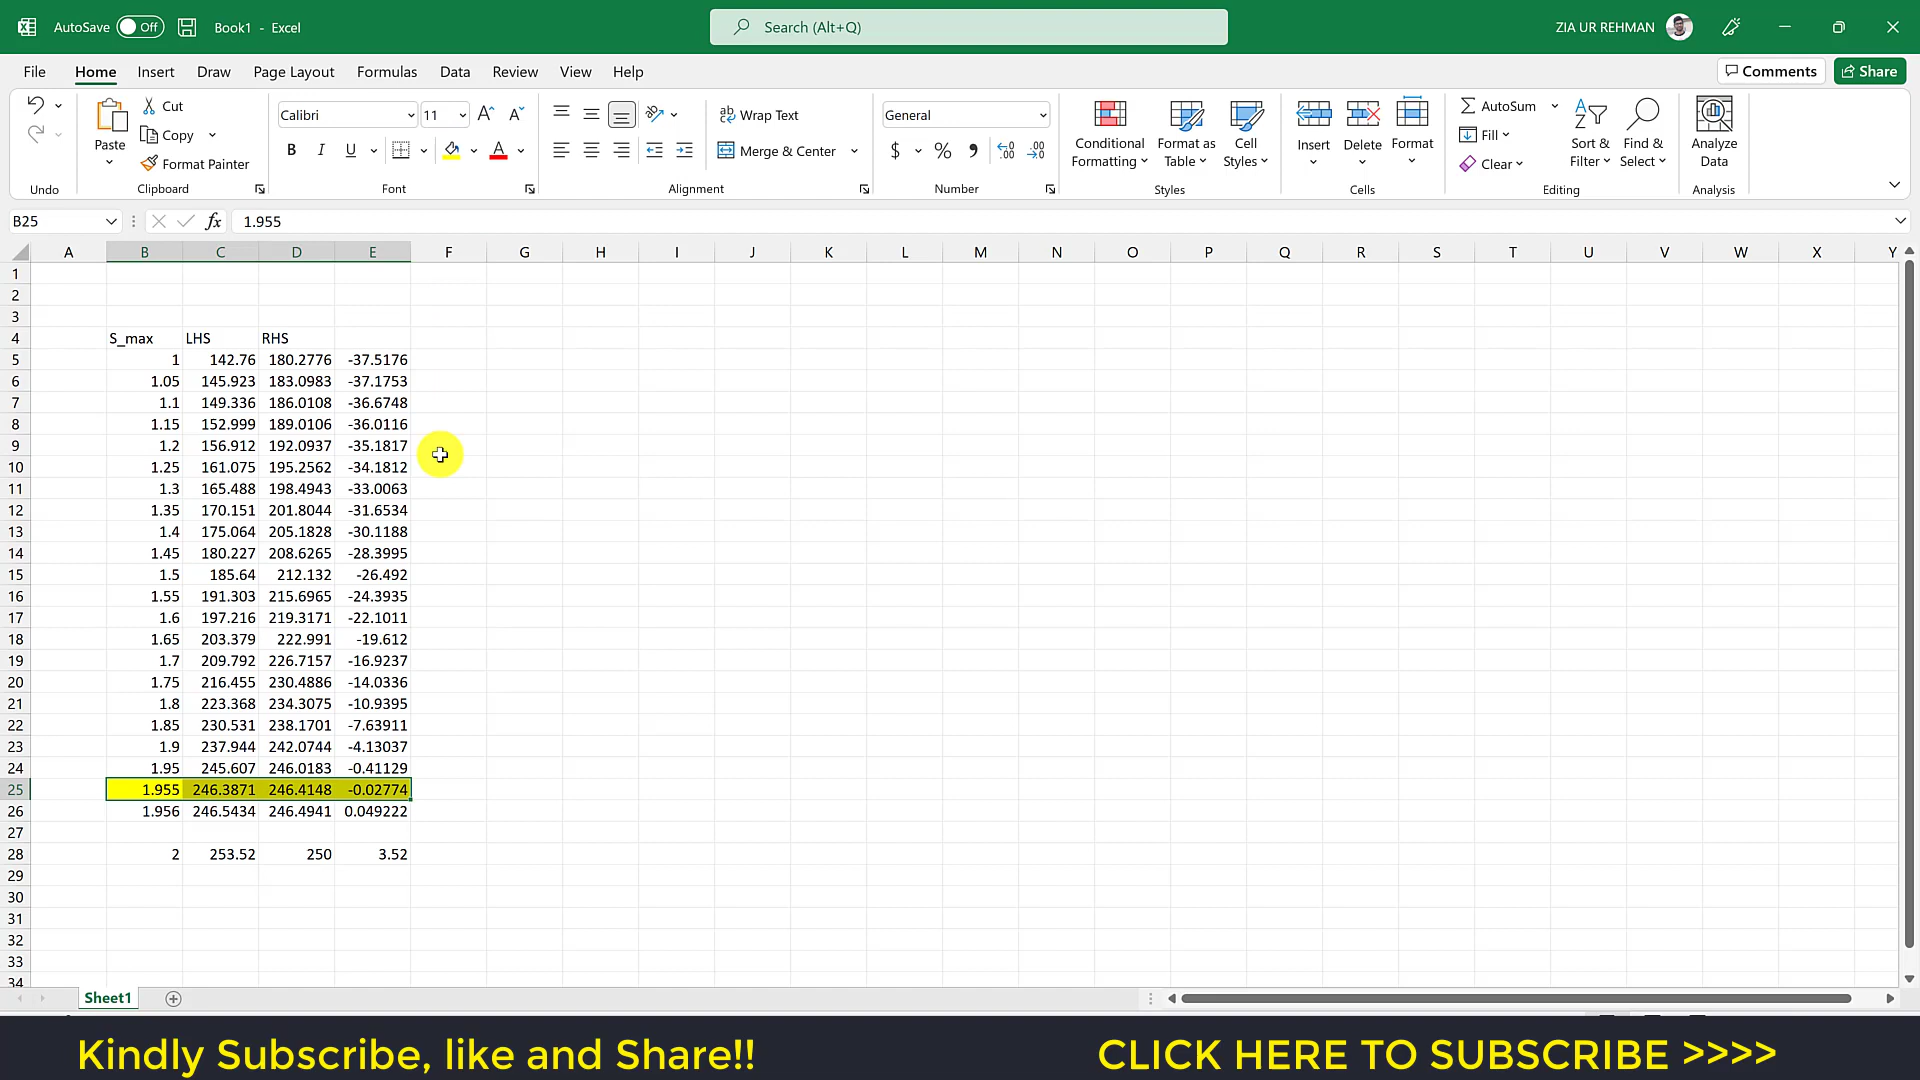 AutoSave Off Book1 - Excel Search (Alt+Q) ZIA UR REHMAN
File Home Insert Draw Page Layout Formulas Data Review View Help Comments Share
Paste Cut Copy Format Painter
Calibri 11
B I U A
ab Wrap Text
Merge & Center
General
$ % 9
Conditional Formatting Format as Table Cell Styles
Insert Delete Format
AutoSum Fill Clear
Sort & Filter Find & Select
Analyze Data
Undo Clipboard Font Alignment Number Styles Cells Editing Analysis
B25 fx 1.955
A B C D E F G H I J K L M N O P Q R S T U V W X Y
1
2
3
4 S_max LHS RHS
5 1 142.76 180.2776 -37.5176
6 1.05 145.923 183.0983 -37.1753
7 1.1 149.336 186.0108 -36.6748
8 1.15 152.999 189.0106 -36.0116
9 1.2 156.912 192.0937 -35.1817
10 1.25 161.075 195.2562 -34.1812
11 1.3 165.488 198.4943 -33.0063
12 1.35 170.151 201.8044 -31.6534
13 1.4 175.064 205.1828 -30.1188
14 1.45 180.227 208.6265 -28.3995
15 1.5 185.64 212.132 -26.492
16 1.55 191.303 215.6965 -24.3935
17 1.6 197.216 219.3171 -22.1011
18 1.65 203.379 222.991 -19.612
19 1.7 209.792 226.7157 -16.9237
20 1.75 216.455 230.4886 -14.0336
21 1.8 223.368 234.3075 -10.9395
22 1.85 230.531 238.1701 -7.63911
23 1.9 237.944 242.0744 -4.13037
24 1.95 245.607 246.0183 -0.41129
25 1.955 246.3871 246.4148 -0.02774
26 1.956 246.5434 246.4941 0.049222
27
28 2 253.52 250 3.52
29
30
31
32
33
34
Sheet1
Kindly Subscribe, like and Share!! CLICK HERE TO SUBSCRIBE >>>>